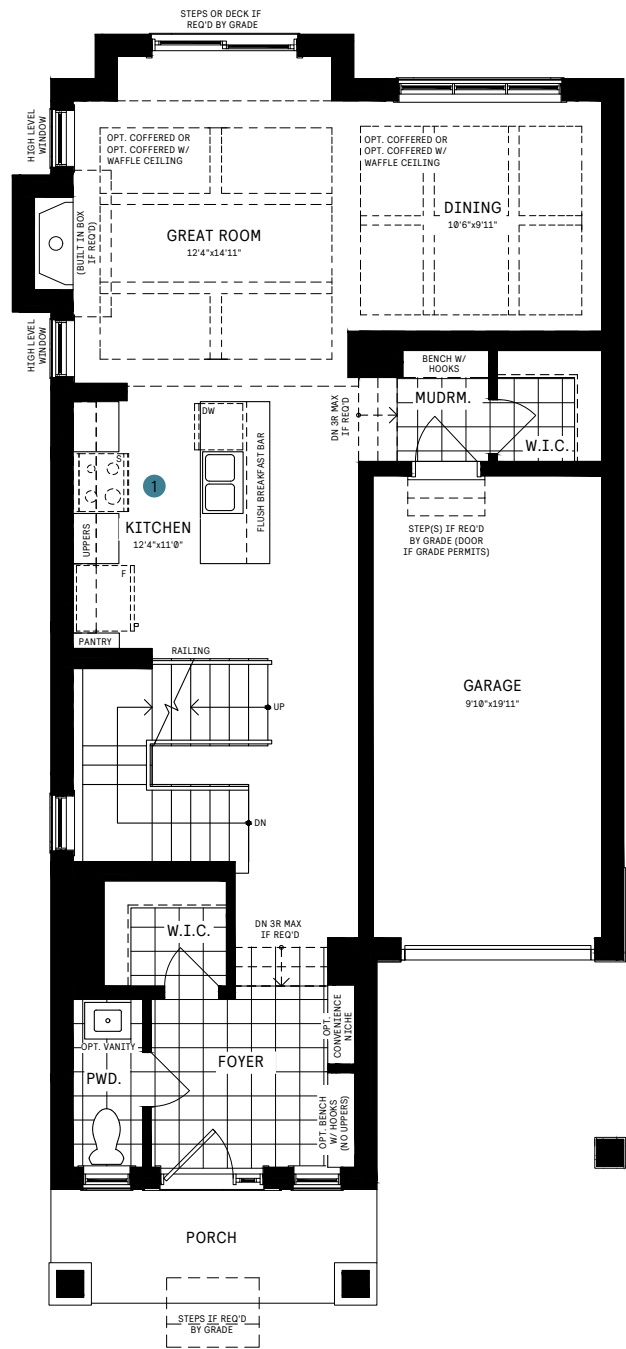 STEPS OR DECK IF
REQ'D BY GRADE
HIGH LEVEL
WINDOW
OPT. COFFERED OR
OPT. COFFERED W/
WAFFLE CEILING
OPT. COFFERED OR
OPT. COFFERED W/
WAFFLE CEILING
DINING
10'6"x9'11"
(BUILT IN BOX
IF REQ'D)
GREAT ROOM
12'4"x14'11"
HIGH LEVEL
WINDOW
BENCH W/
HOOKS
MUDRM.
DN 3R MAX
IF REQ'D
W.I.C.
DW
S
FLUSH BREAKFAST BAR
1
UPPERS
KITCHEN
12'4"x11'0"
STEP(S) IF REQ'D
BY GRADE (DOOR
IF GRADE PERMITS)
F
P
PANTRY
RAILING
GARAGE
9'10"x19'11"
UP
DN
W.I.C.
DN 3R MAX
IF REQ'D
OPT.
CONVENIENCE
NICHE
OPT. VANITY
PWD.
FOYER
OPT. BENCH
W/ HOOKS
(NO UPPERS)
PORCH
STEPS IF REQ'D
BY GRADE